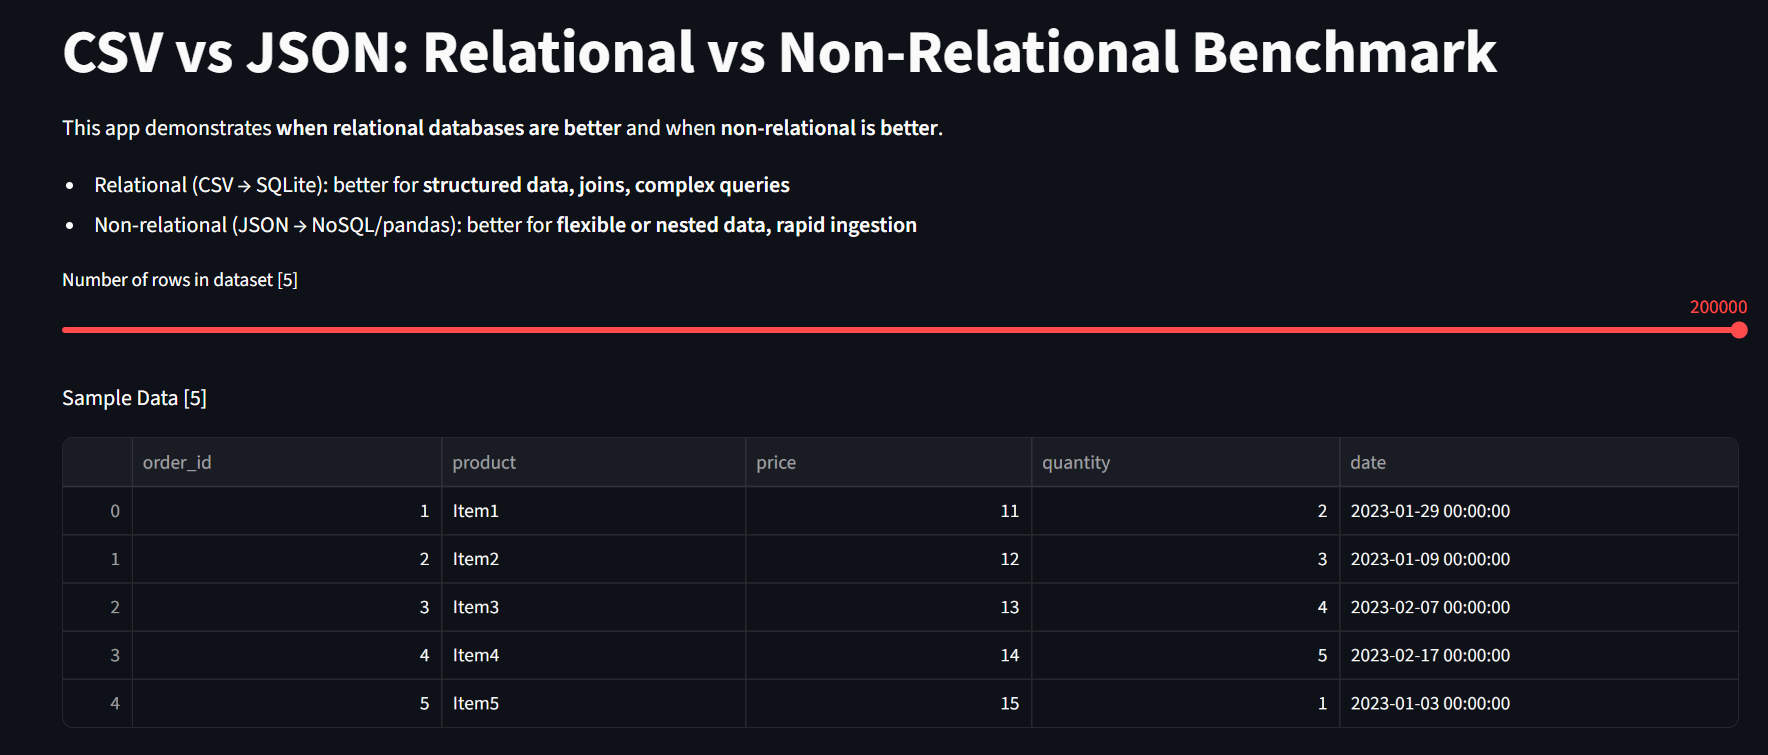 CSV vs JSON: Relational vs Non-Relational Benchmark
This app demonstrates when relational databases are better and when non-relational is better.
• Relational (CSV → SQLite): better for structured data, joins, complex queries
• Non-relational (JSON → NoSQL/pandas): better for flexible or nested data, rapid ingestion
Number of rows in dataset [5]
200000
Sample Data [5]
order_id product price quantity date
0 1 Item1 11 2 2023-01-29 00:00:00
1 2 Item2 12 3 2023-01-09 00:00:00
2 3 Item3 13 4 2023-02-07 00:00:00
3 4 Item4 14 5 2023-02-17 00:00:00
4 5 Item5 15 1 2023-01-03 00:00:00